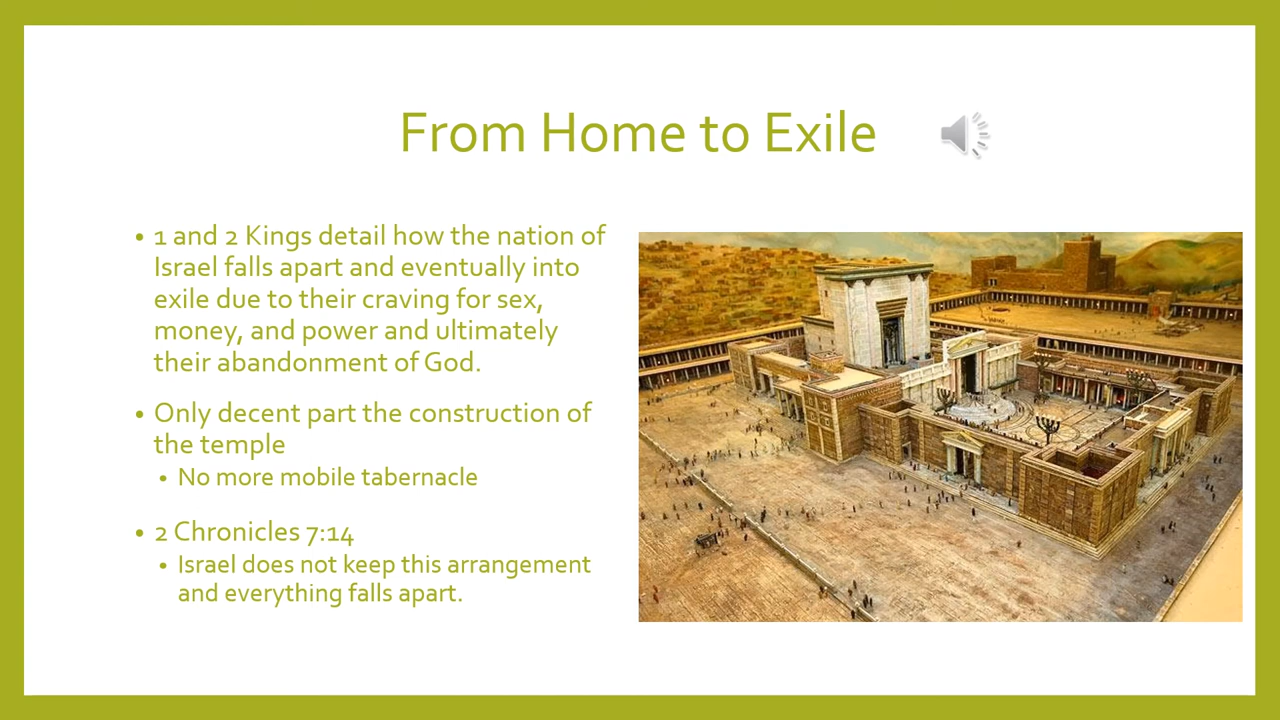 From Home to Exile
• 1 and 2 Kings detail how the nation of
Israel falls apart and eventually into
exile due to their craving for sex,
money, and power and ultimately
their abandonment of God.
• Only decent part the construction of
the temple
• No more mobile tabernacle
• 2 Chronicles 7:14
• Israel does not keep this arrangement
and everything falls apart.